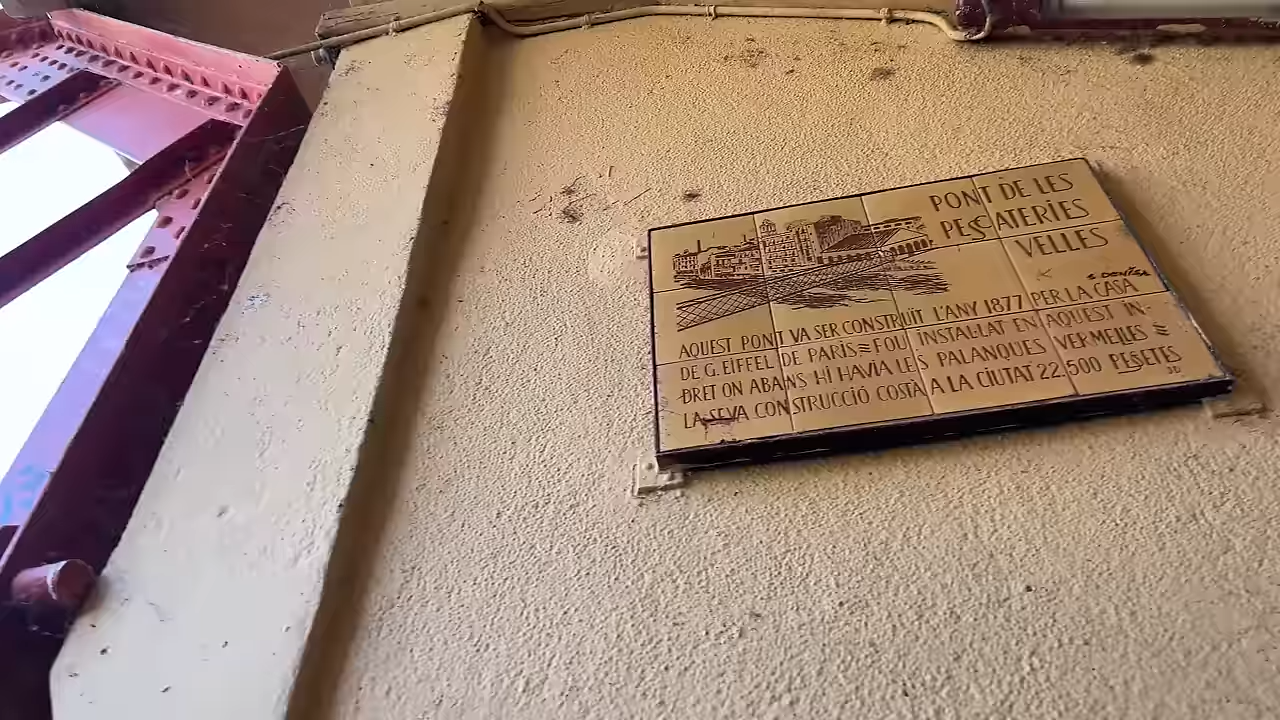 PONT DE LES
PESCATERIES
VELLES
AQUEST PONT VA SER CONSTRUIT L'ANY 1877 PER LA CASA
DE G. EIFFEL DE PARIS ≈ FOU INSTAL·LAT EN AQUEST IN-
DRET ON ABANS HI HAVIA LES PALANQUES VERMELLES ≈
LA SEVA CONSTRUCCIÓ COSTÀ A LA CIUTAT 22.500 PESSETES